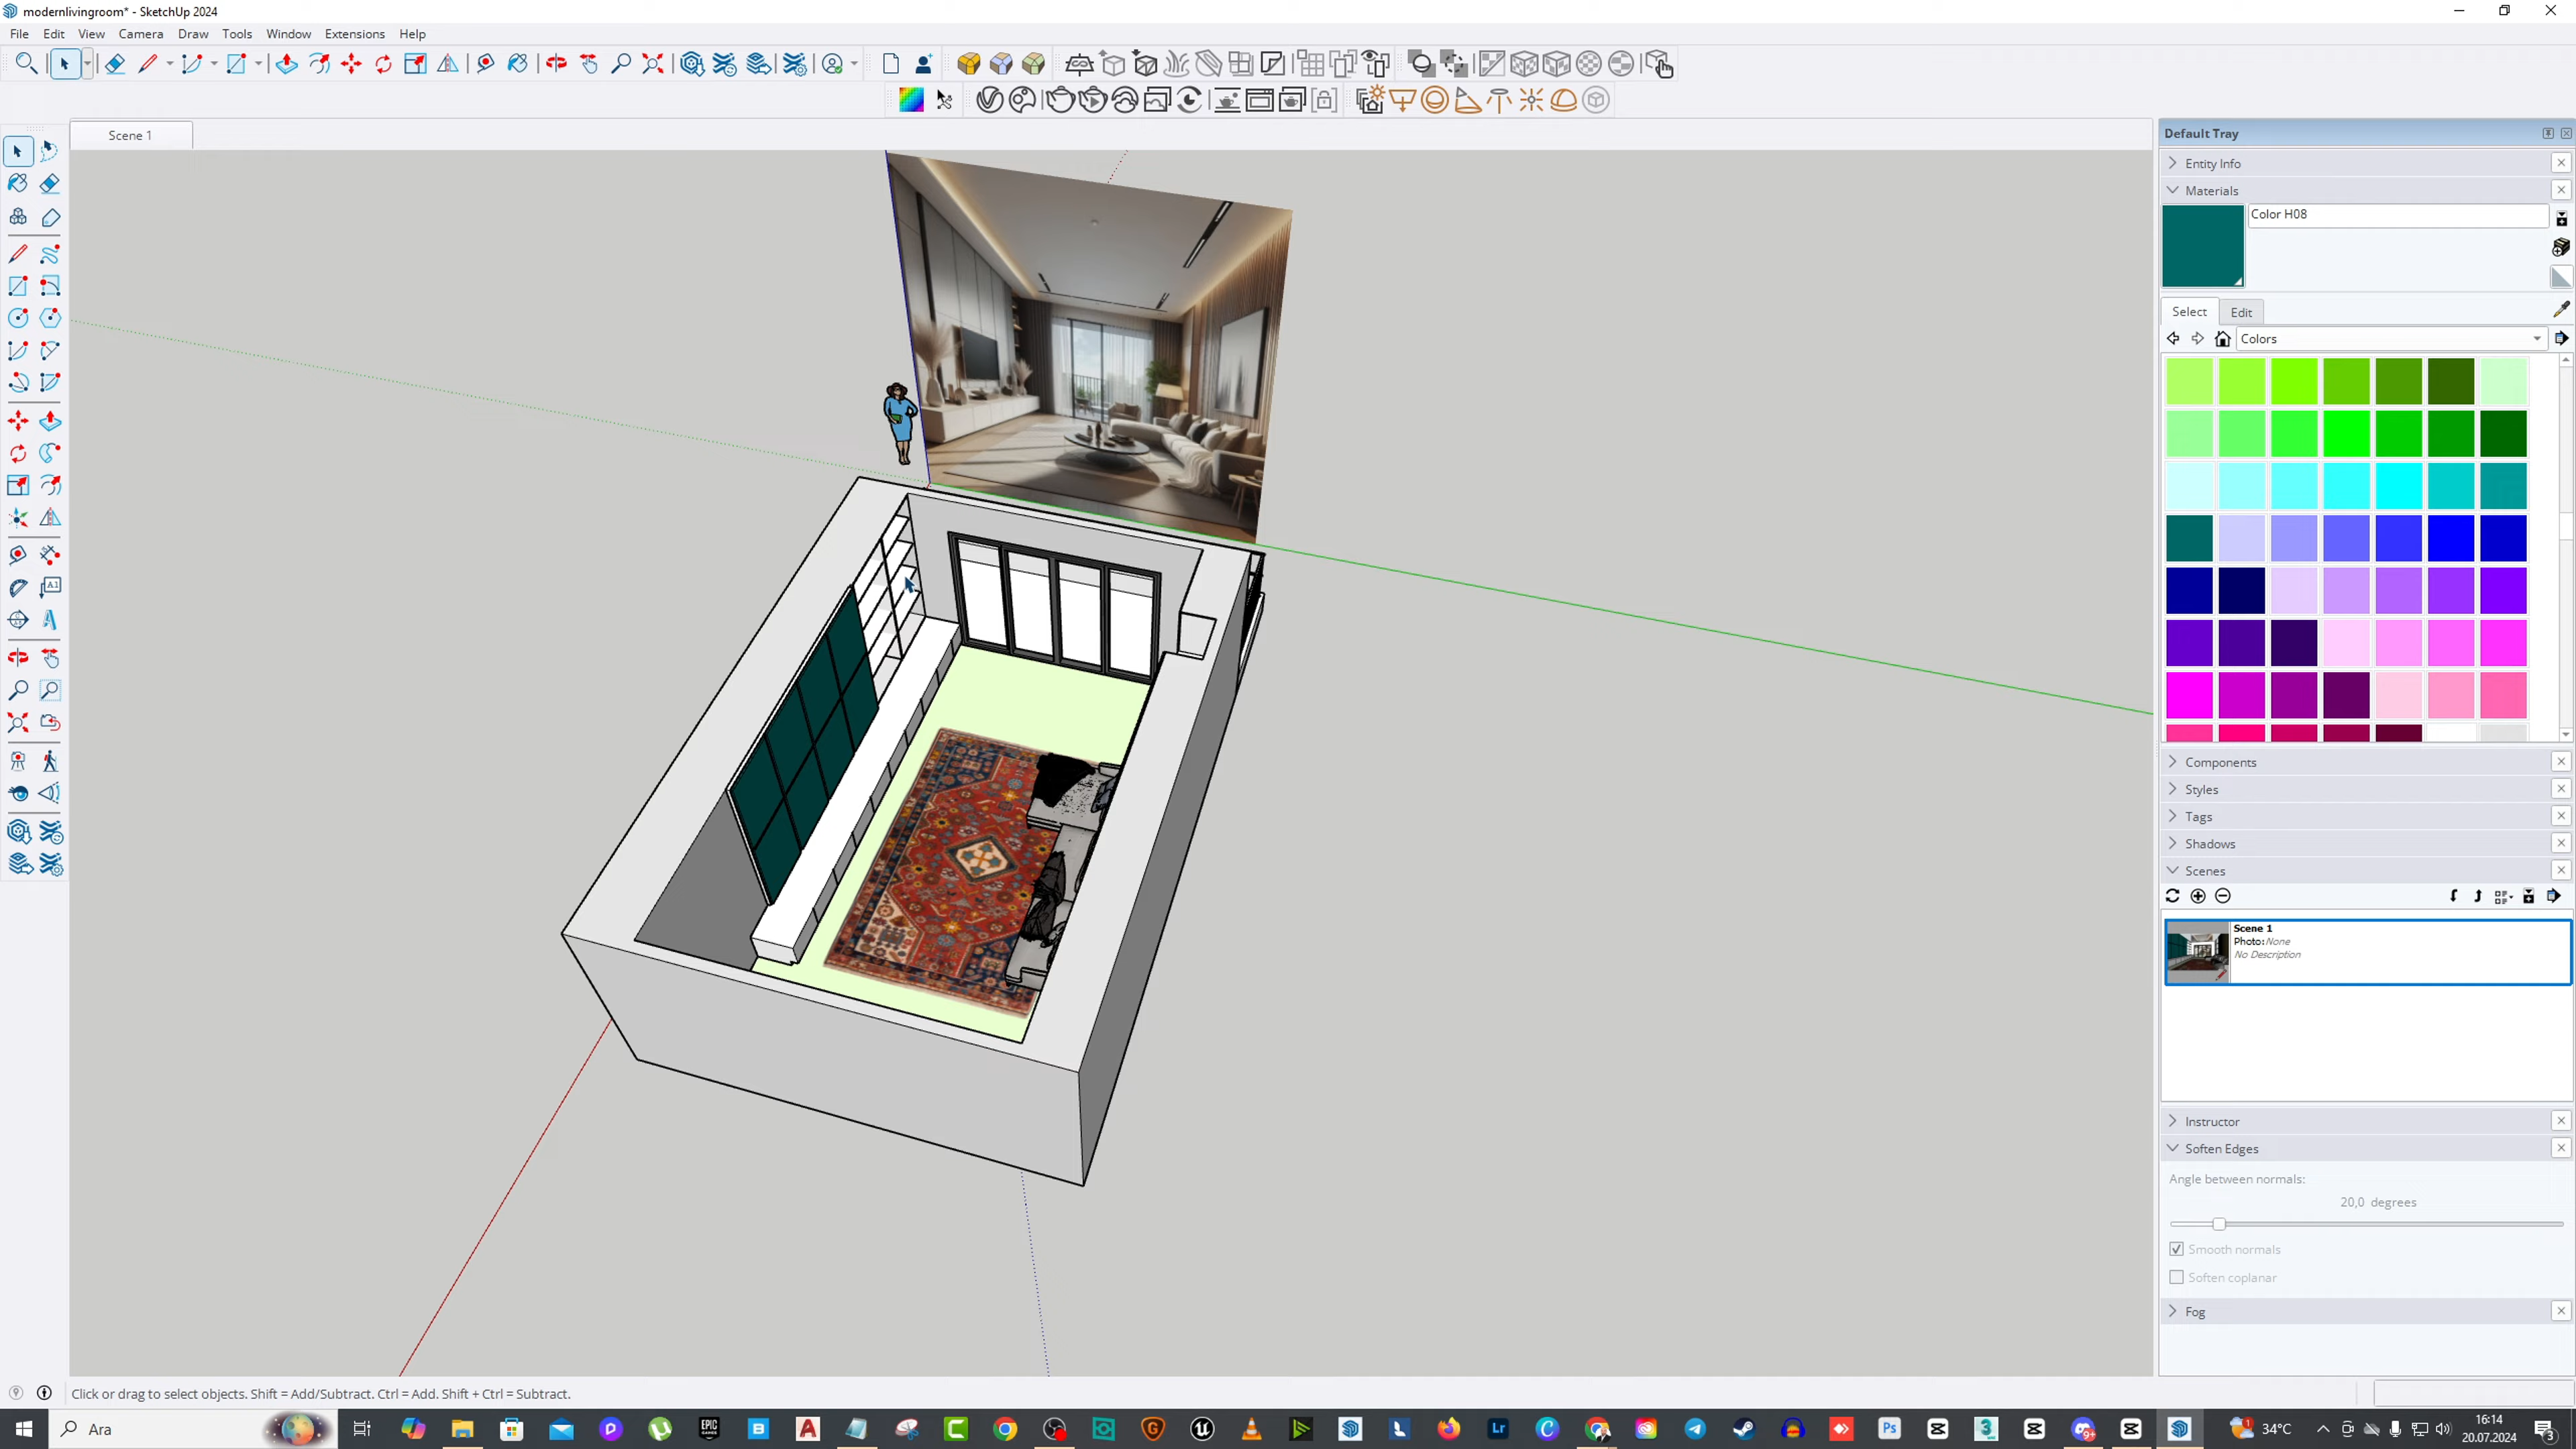 modernlivingroom* - SketchUp 2024
File Edit View Camera Draw Tools Window Extensions Help
Scene 1
Default Tray
Entity Info
Materials
Color H08
Select Edit
Colors
Components
Styles
Tags
Shadows
Scenes
Scene 1
Photo: None
No Description
Instructor
Soften Edges
Angle between normals:
20,0 degrees
Smooth normals
Soften coplanar
Fog
Click or drag to select objects. Shift = Add/Subtract. Ctrl = Add. Shift + Ctrl = Subtract.
Ara
34°C
16:14
20.07.2024